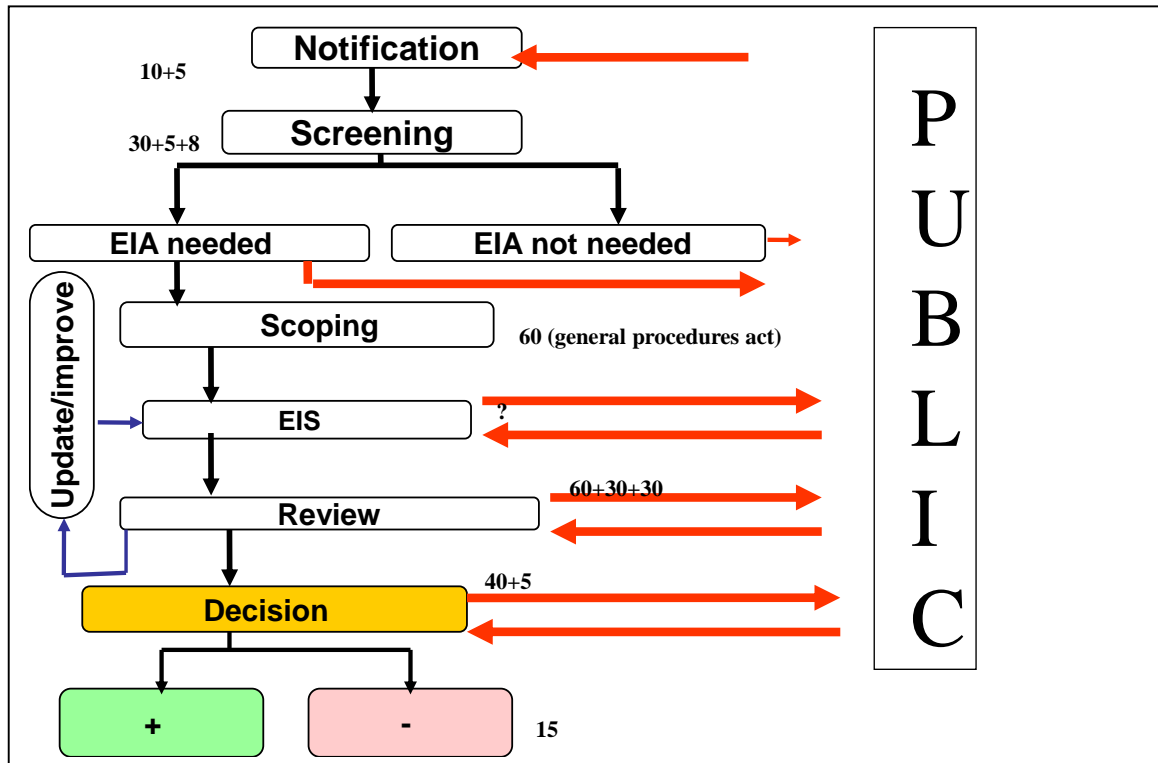 Notification
10+5
Screening
30+5+8
EIA needed
EIA not needed
Update/improve
Scoping
60 (general procedures act)
EIS
?
60+30+30
Review
40+5
Decision
+
-
15
P
U
B
L
I
C